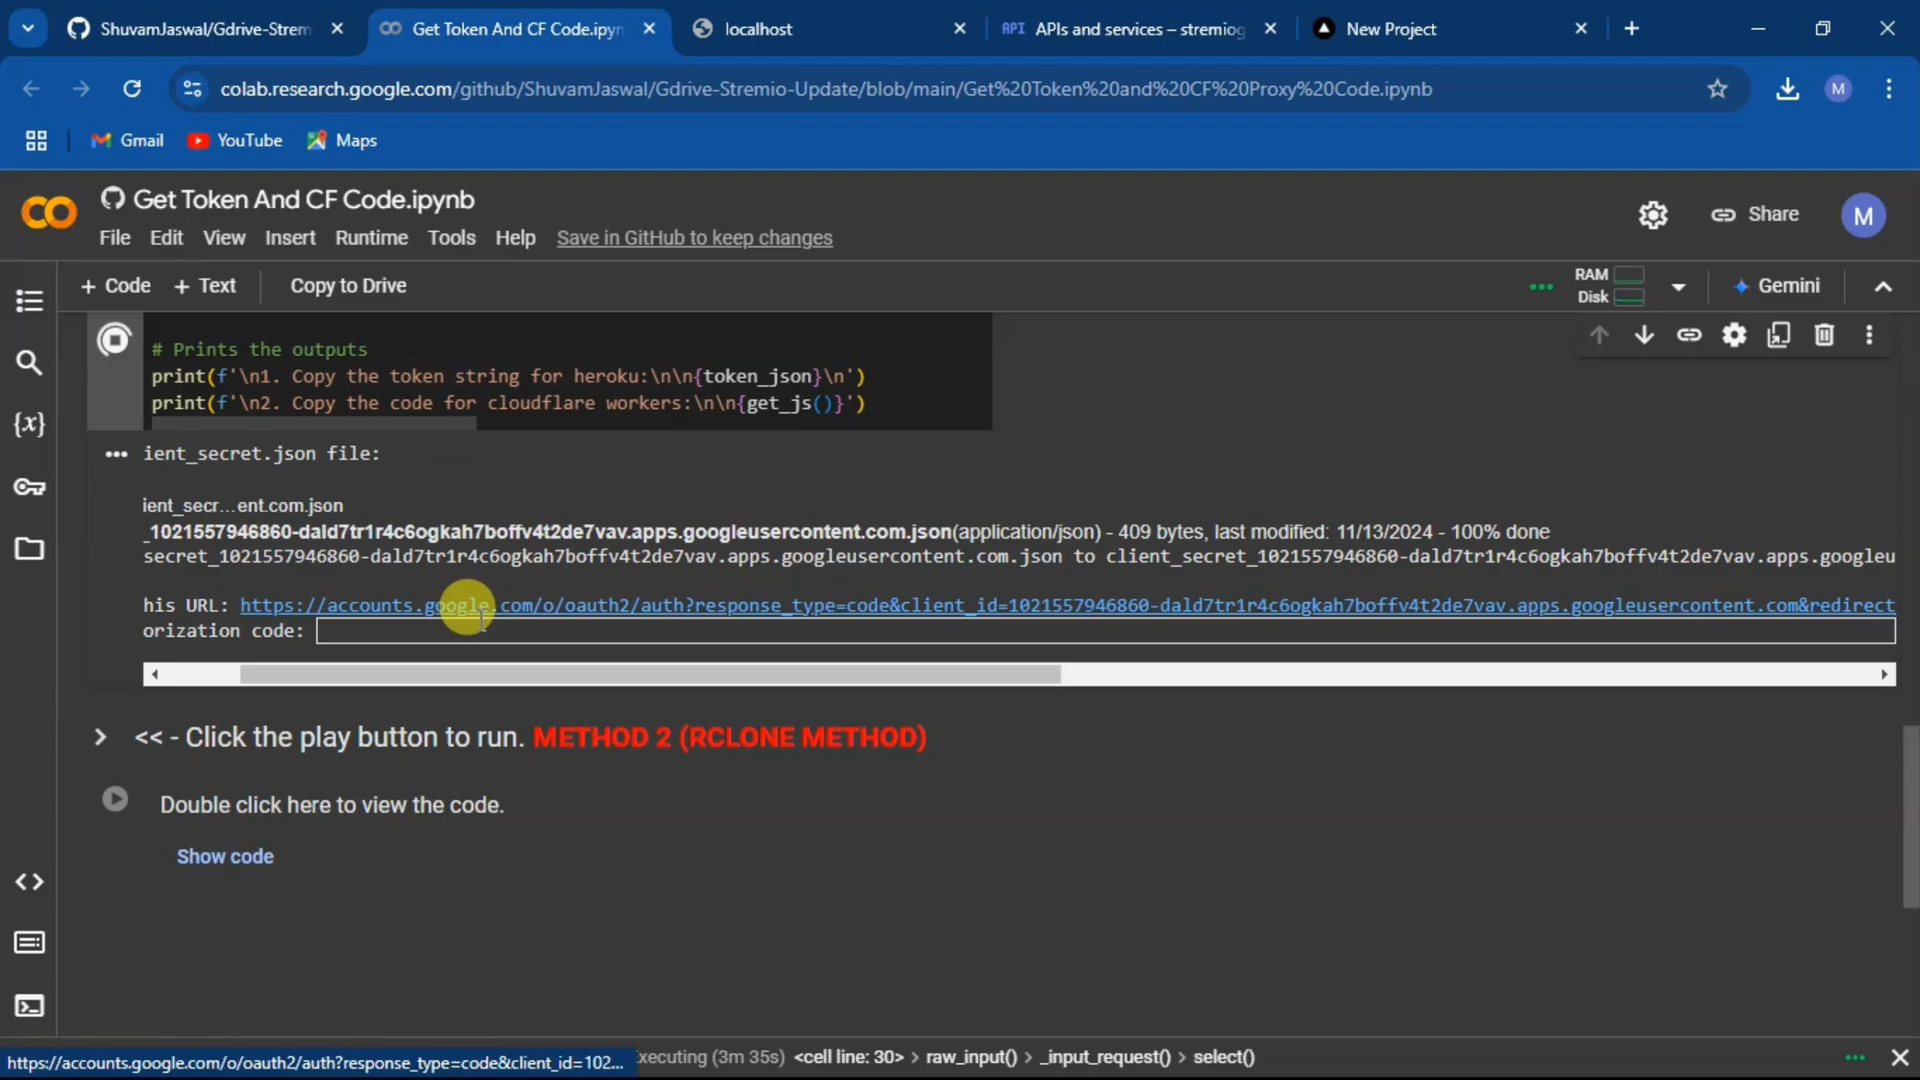 ShuvamJaswal/Gdrive-Strem
Get Token And CF Code.ipyn
localhost
API
APIs and services – stremiog
New Project
colab.research.google.com/github/ShuvamJaswal/Gdrive-Stremio-Update/blob/main/Get%20Token%20and%20CF%20Proxy%20Code.ipynb
M
Gmail
YouTube
Maps
Get Token And CF Code.ipynb
Share
M
File Edit View Insert Runtime Tools Help Save in GitHub to keep changes
+ Code + Text Copy to Drive
RAM
Disk
Gemini
# Prints the outputs
print(f'\n1. Copy the token string for heroku:\n\n{token_json}\n')
print(f'\n2. Copy the code for cloudflare workers:\n\n{get_js()}')
ient_secret.json file:
ient_secr...ent.com.json
_1021557946860-dald7tr1r4c6ogkah7boffv4t2de7vav.apps.googleusercontent.com.json(application/json) - 409 bytes, last modified: 11/13/2024 - 100% done
secret_1021557946860-dald7tr1r4c6ogkah7boffv4t2de7vav.apps.googleusercontent.com.json to client_secret_1021557946860-dald7tr1r4c6ogkah7boffv4t2de7vav.apps.googleu
his URL: https://accounts.google.com/o/oauth2/auth?response_type=code&client_id=1021557946860-dald7tr1r4c6ogkah7boffv4t2de7vav.apps.googleusercontent.com&redirect
orization code:
<< - Click the play button to run. METHOD 2 (RCLONE METHOD)
Double click here to view the code.
Show code
https://accounts.google.com/o/oauth2/auth?response_type=code&client_id=102...
xecuting (3m 35s) <cell line: 30> > raw_input() > _input_request() > select()